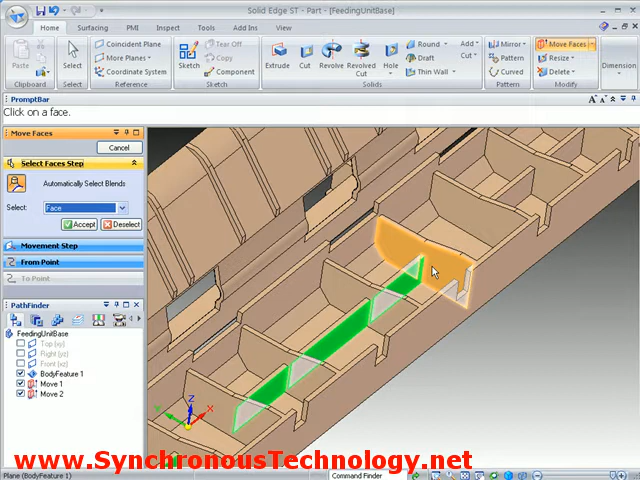 Solid Edge ST - Part - [FeedingUnitBase]
Home Surfacing PMI Inspect Tools Aids View
Paste
Clipboard
Select
Select
Coincident Plane
More Planes
Coordinate System
Reference
Sketch
Tear Off
Copy
Component
Sketch
Extrude
Cut
Revolve
Revolved Cut
Hole
Round
Draft
Thin Wall
Add
Cut
Solids
Mirror
Pattern
Curved
Pattern
Move Faces
Resize
Delete
Modify
Dimension
PromptBar
Click on a face.
Move Faces
Cancel
Select Faces Step
Automatically Select Blends
Select: Face
Accept Deselect
Movement Step
From Point
To Point
PathFinder
FeedingUnitBase
Top (xy)
Right (yz)
Front (xz)
BodyFeature 1
Move 1
Move 2
Z
Y
X
www.SynchronousTechnology.net
Plane (BodyFeature 1)
Command Finder